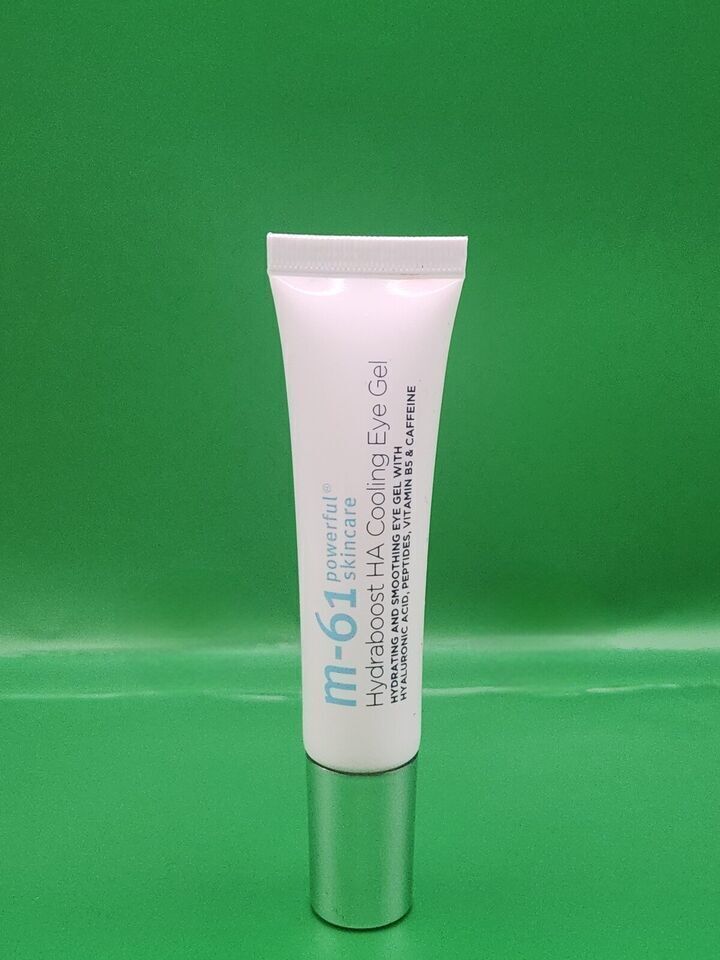 m-61 powerful®
skincare
Hydraboost HA Cooling Eye Gel
HYDRATING AND SMOOTHING EYE GEL WITH
HYALURONIC ACID, PEPTIDES, VITAMIN B5 & CAFFEINE